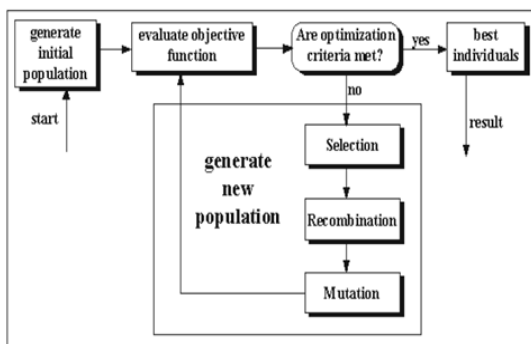 generate
initial
population
evaluate objective
function
Are optimization
criteria met?
yes
best
individuals
start
no
result
generate
new
population
Selection
Recombination
Mutation